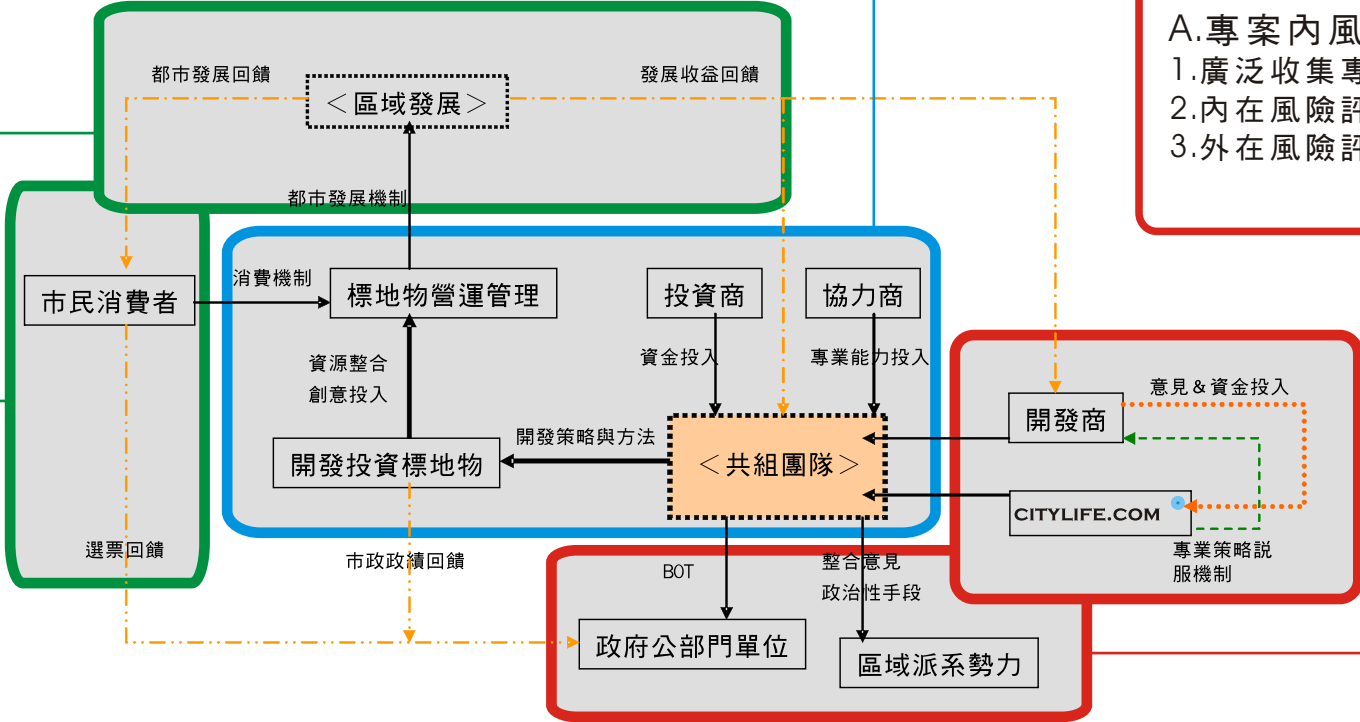 A.專案內風
1.廣泛收集專
2.內在風險評
3.外在風險評
都市發展回饋
發展收益回饋
＜區域發展＞
都市發展機制
市民消費者
消費機制
標地物營運管理
投資商
協力商
資源整合
創意投入
資金投入
專業能力投入
意見&資金投入
開發商
開發策略與方法
開發投資標地物
＜共組團隊＞
CITYLIFE.COM
專業策略説
服機制
選票回饋
市政政績回饋
BOT
整合意見
政治性手段
政府公部門單位
區域派系勢力